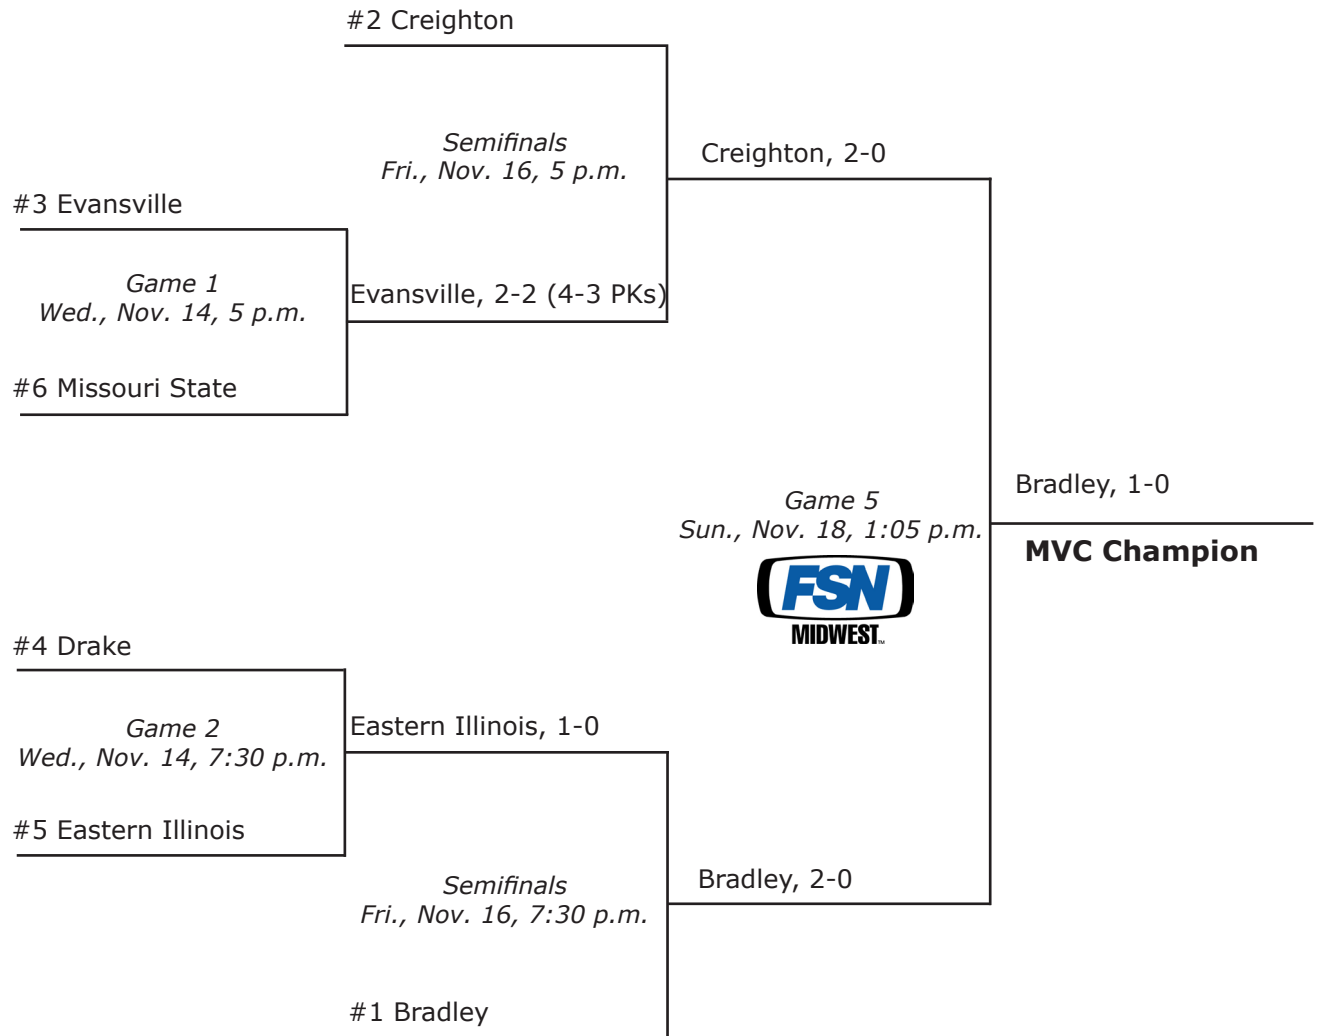 #2 Creighton
Semifinals
Fri., Nov. 16, 5 p.m.
Creighton, 2-0
#3 Evansville
Game 1
Wed., Nov. 14, 5 p.m.
Evansville, 2-2 (4-3 PKs)
#6 Missouri State
Game 5
Sun., Nov. 18, 1:05 p.m.
FSN
MIDWEST™
Bradley, 1-0
MVC Champion
#4 Drake
Game 2
Wed., Nov. 14, 7:30 p.m.
Eastern Illinois, 1-0
#5 Eastern Illinois
Semifinals
Fri., Nov. 16, 7:30 p.m.
Bradley, 2-0
#1 Bradley